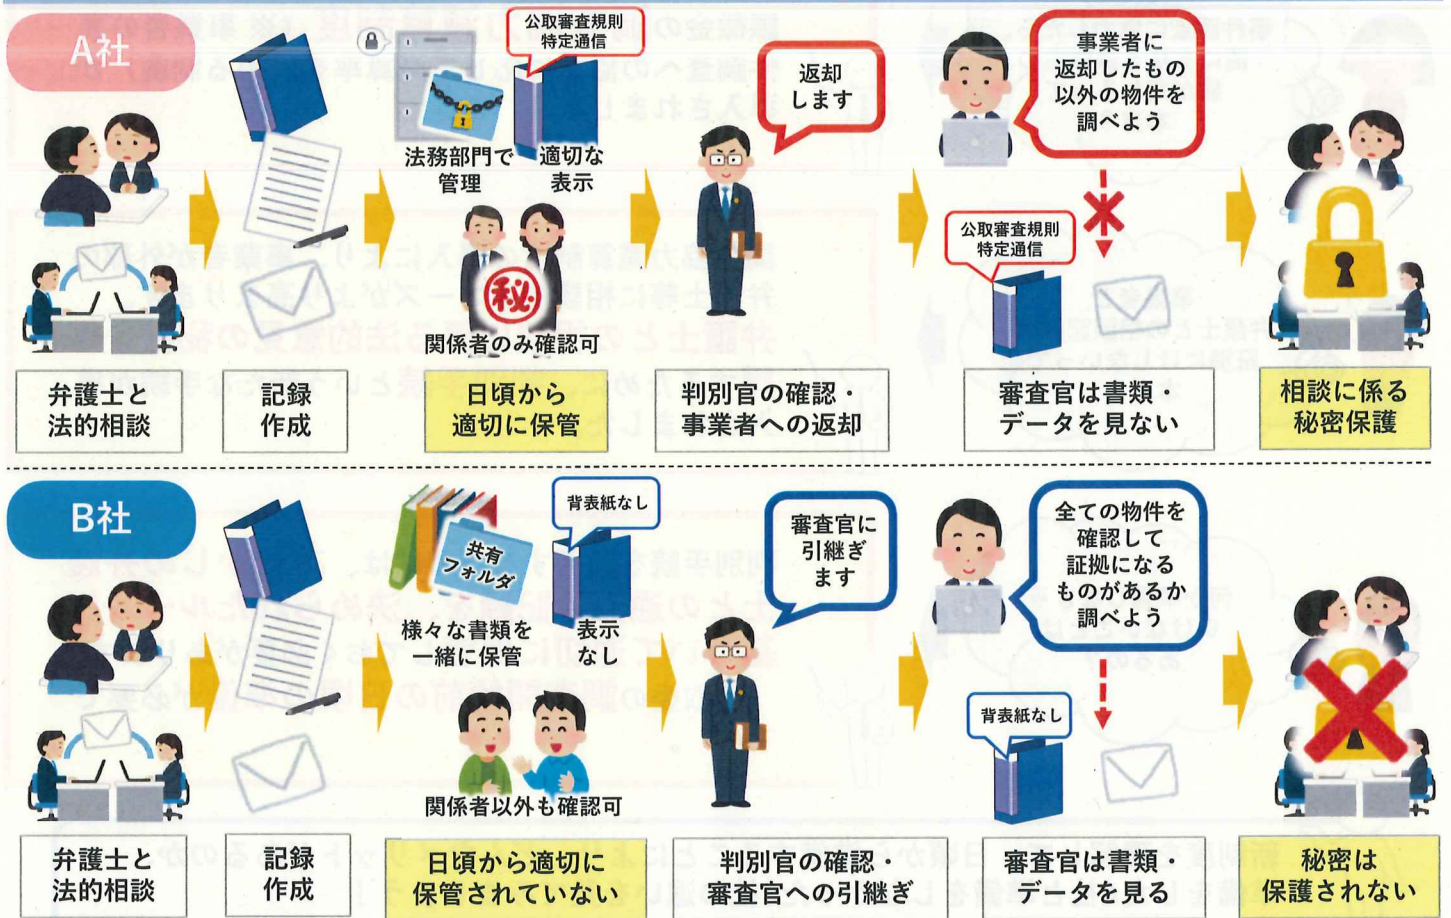 A社
公取審査規則
特定通信
法務部門で
管理
適切な
表示
秘
関係者のみ確認可
返却
します
事業者に
返却したもの
以外の物件を
調べよう
公取審査規則
特定通信
弁護士と
法的相談
記録
作成
日頃から
適切に保管
判別官の確認・
事業者への返却
審査官は書類・
データを見ない
相談に係る
秘密保護
B社
共有
フォルダ
背表紙なし
様々な書類を
一緒に保管
表示
なし
関係者以外も確認可
審査官に
引継ぎ
ます
全ての物件を
確認して
証拠になる
ものがあるか
調べよう
背表紙なし
弁護士と
法的相談
記録
作成
日頃から適切に
保管されていない
判別官の確認・
審査官への引継ぎ
審査官は書類・
データを見る
秘密は
保護されない